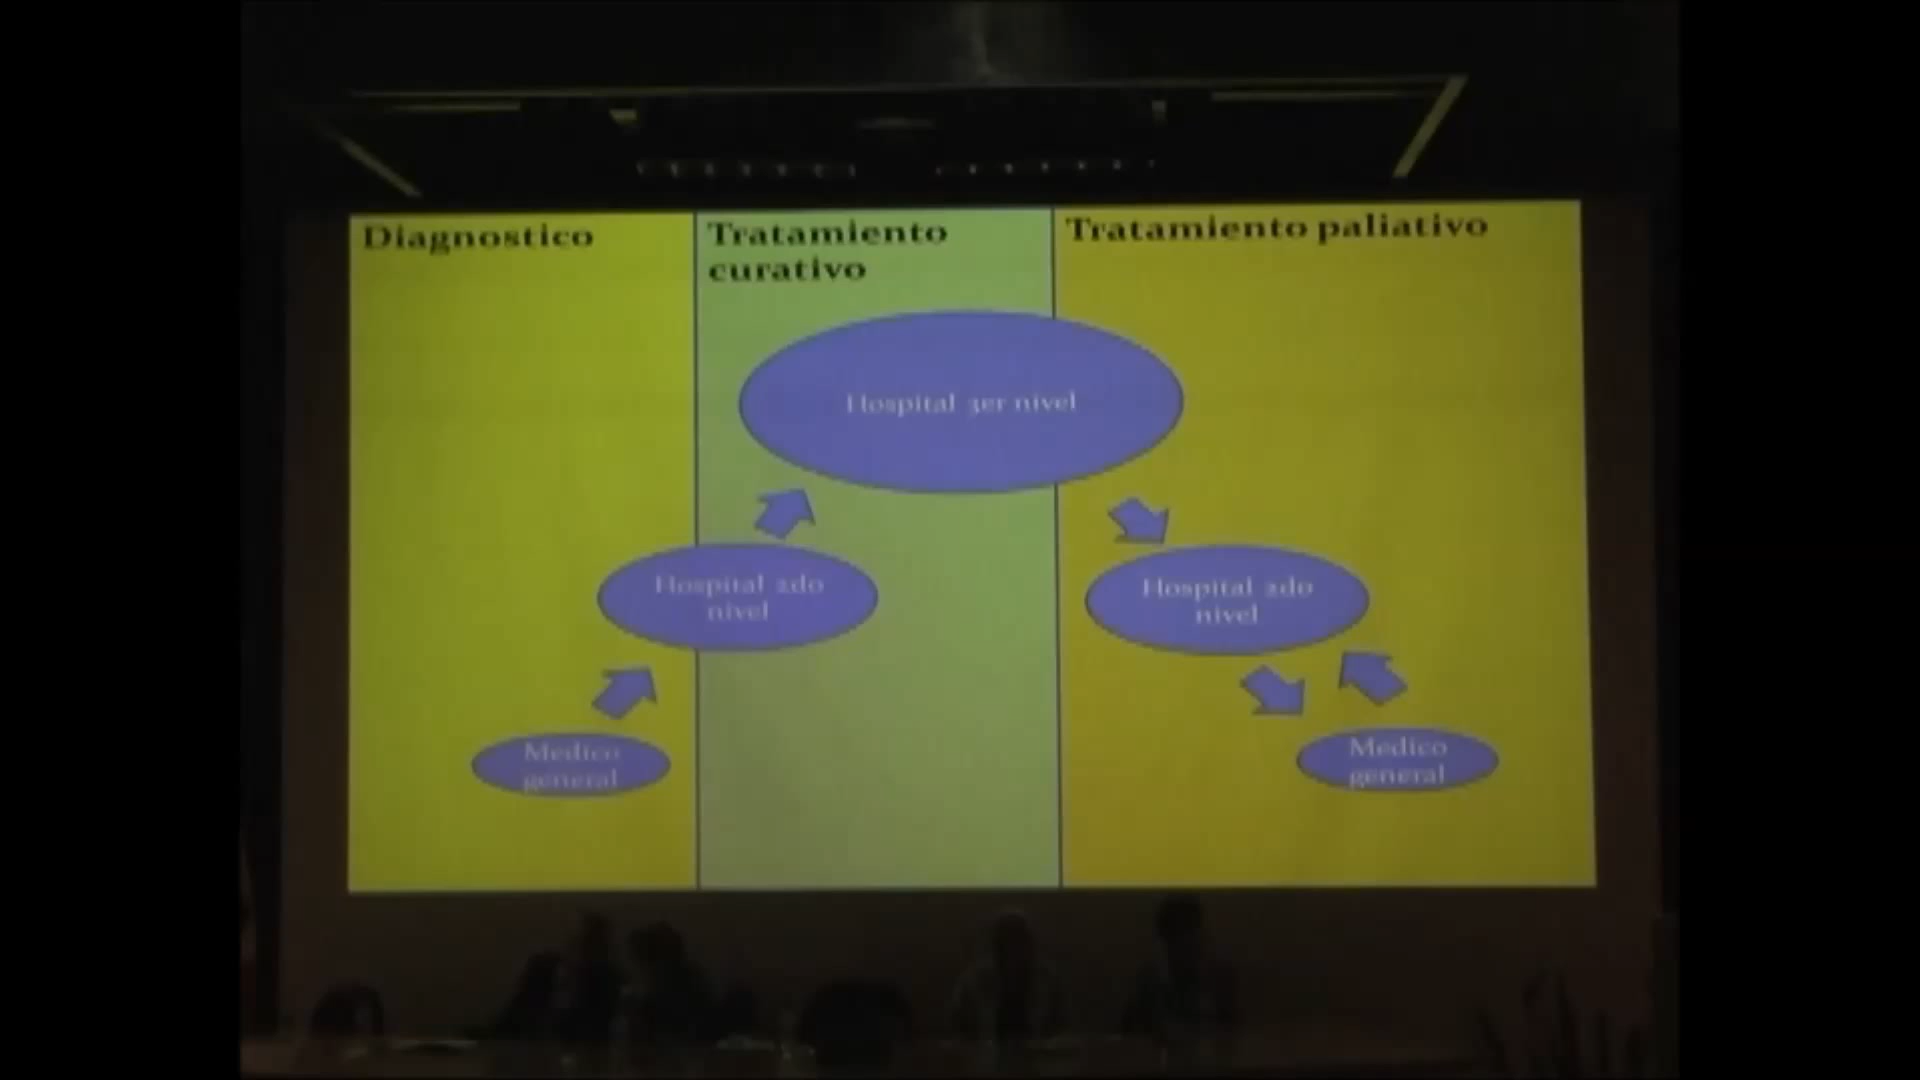 Diagnostico
Tratamiento
curativo
Tratamiento paliativo
Hospital 3er nivel
Hospital 2do
nivel
Hospital 2do
nivel
Medico
general
Medico
general